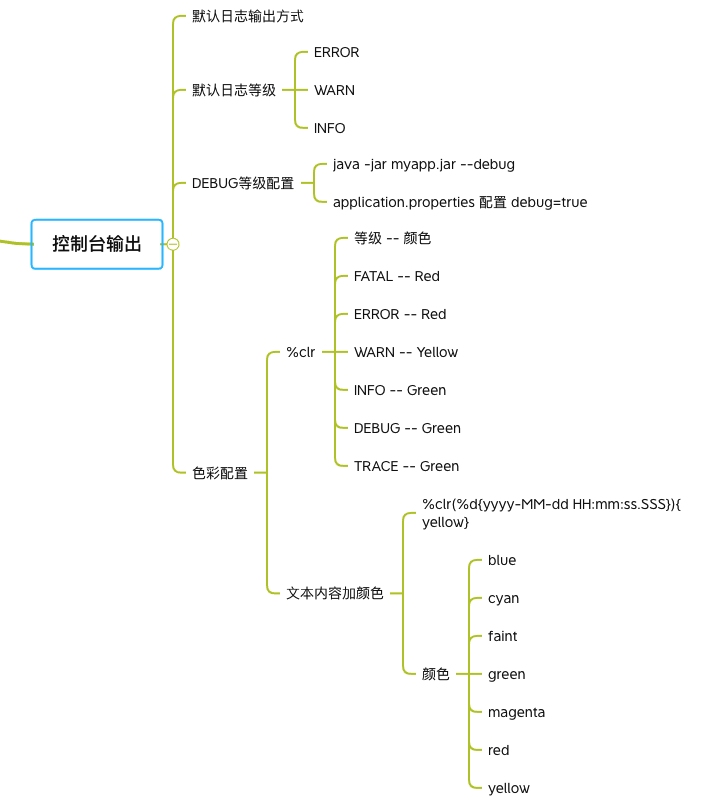 控制台输出
默认日志输出方式
默认日志等级
ERROR
WARN
INFO
DEBUG等级配置
java -jar myapp.jar --debug
application.properties 配置 debug=true
色彩配置
%clr
等级 -- 颜色
FATAL -- Red
ERROR -- Red
WARN -- Yellow
INFO -- Green
DEBUG -- Green
TRACE -- Green
文本内容加颜色
%clr(%d{yyyy-MM-dd HH:mm:ss.SSS}){
yellow}
颜色
blue
cyan
faint
green
magenta
red
yellow